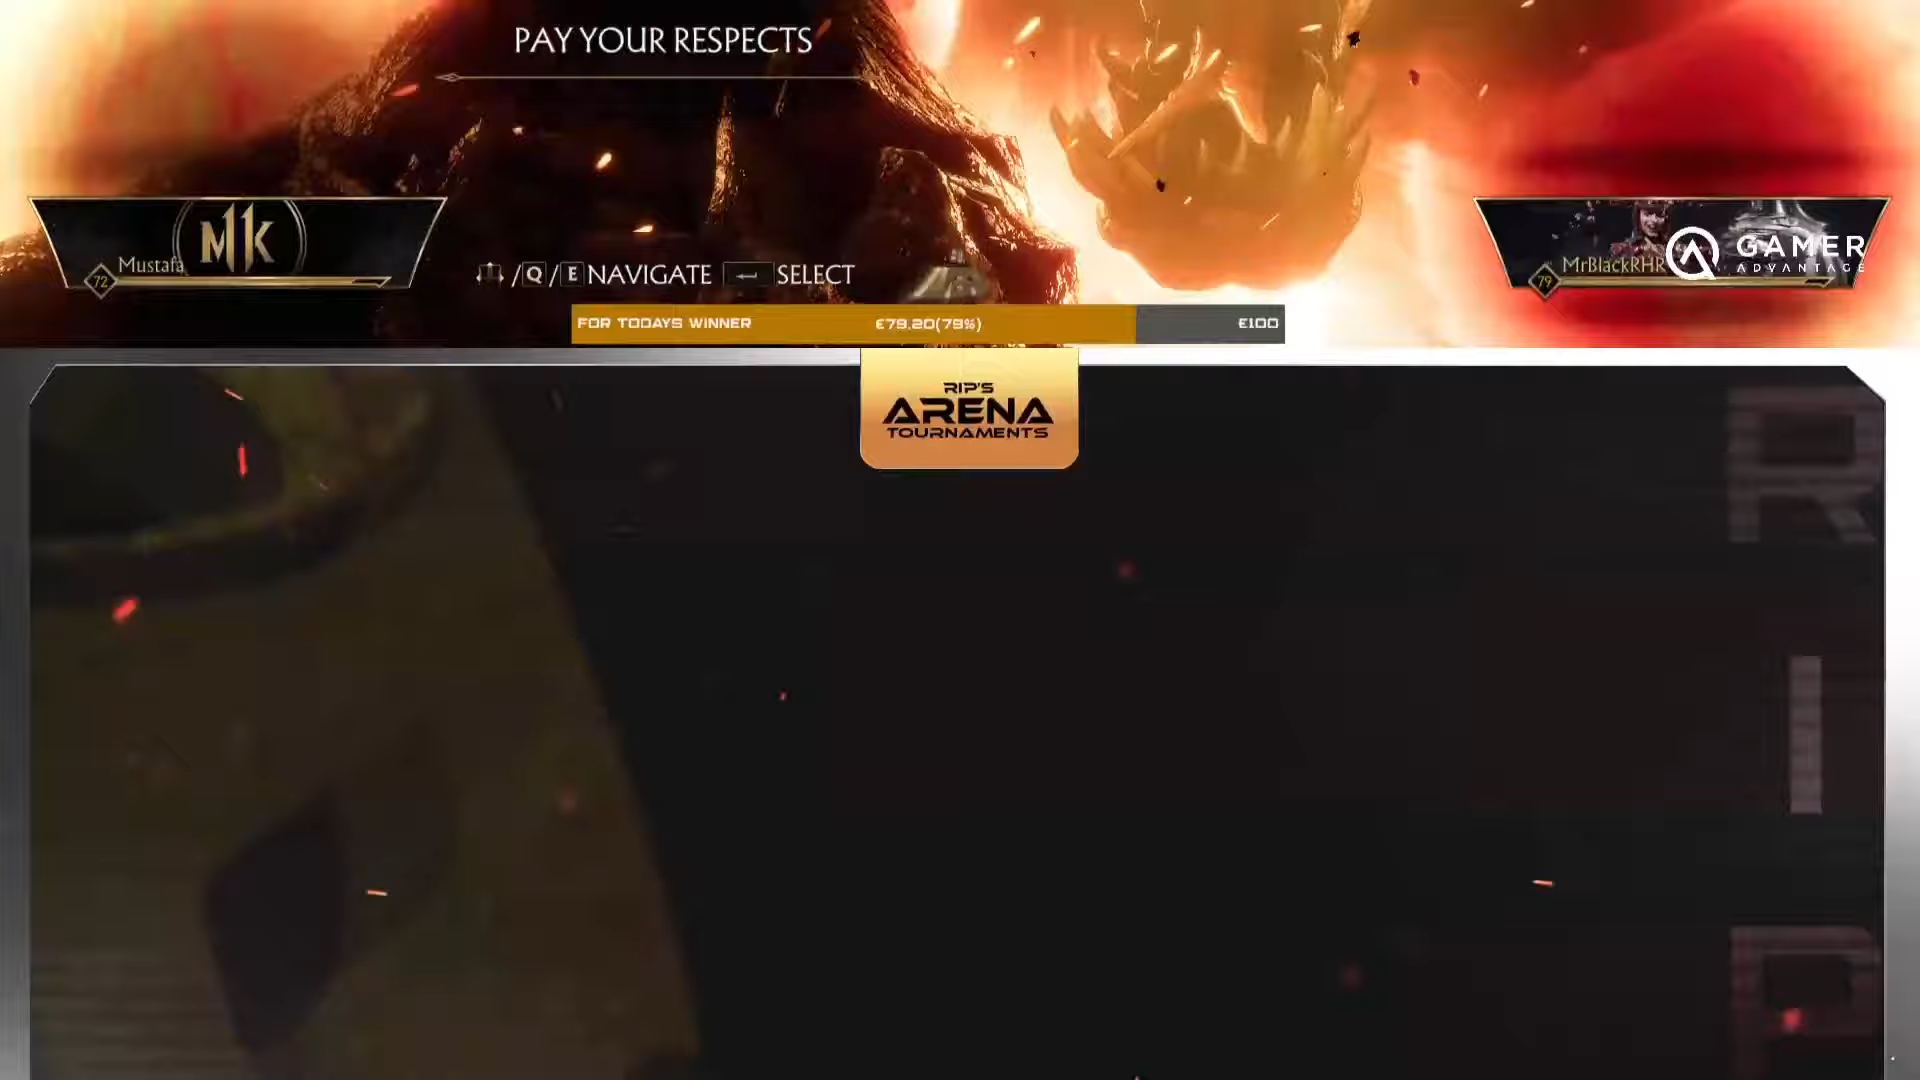 PAY YOUR RESPECTS
MK
72 Mustafa
/Q/E NAVIGATE SELECT
79 MrBlackRHR
GAMER
ADVANTAGE
FOR TODAYS WINNER €79.20(79%) €100
RIP'S
ARENA
TOURNAMENTS
R
I
P